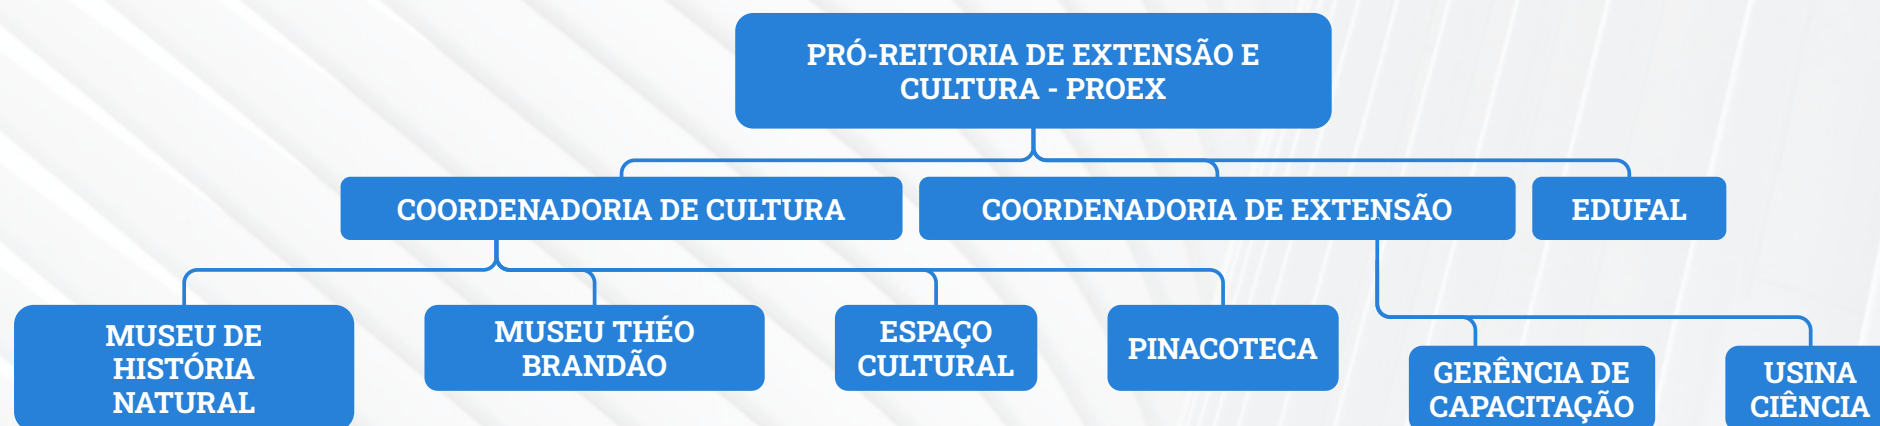 PRÓ-REITORIA DE EXTENSÃO E
CULTURA - PROEX
COORDENADORIA DE CULTURA
COORDENADORIA DE EXTENSÃO
EDUFAL
MUSEU DE
HISTÓRIA
NATURAL
MUSEU THÉO
BRANDÃO
ESPAÇO
CULTURAL
PINACOTECA
GERÊNCIA DE
CAPACITAÇÃO
USINA
CIÊNCIA